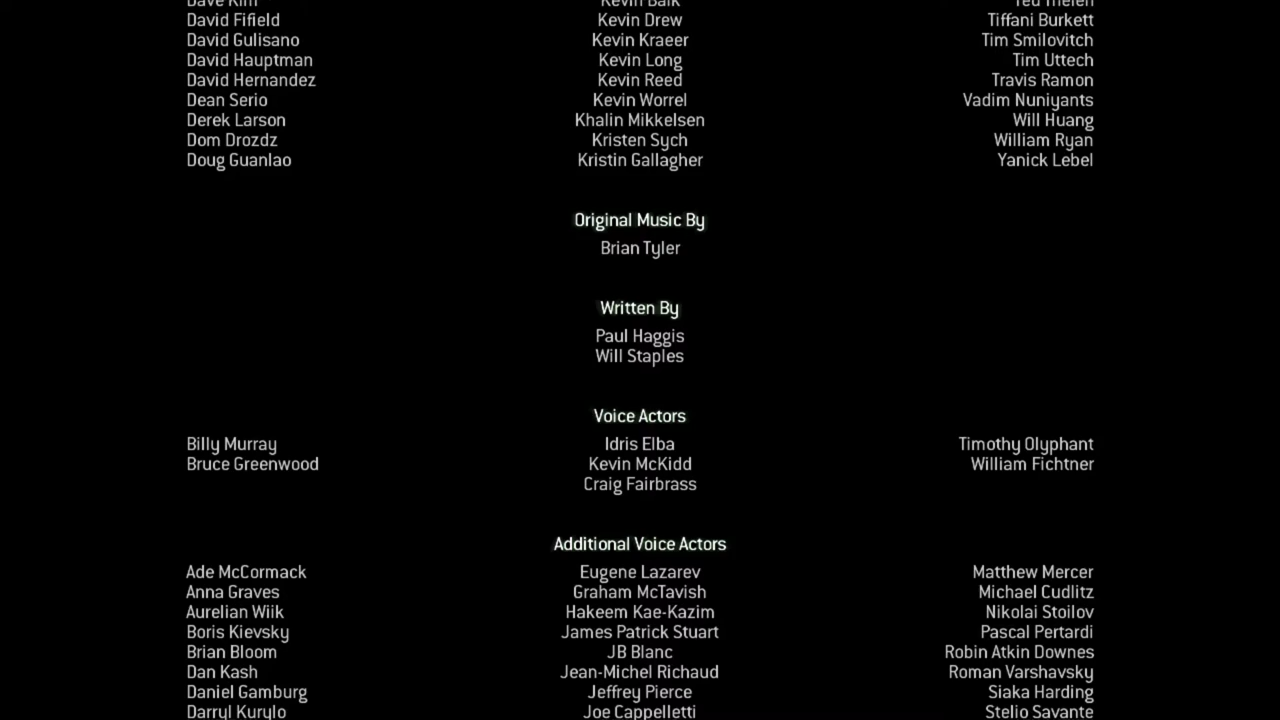 Dave Kim Kevin Baik Ted Thelen
David Fifield Kevin Drew Tiffani Burkett
David Gulisano Kevin Kraeer Tim Smilovitch
David Hauptman Kevin Long Tim Uttech
David Hernandez Kevin Reed Travis Ramon
Dean Serio Kevin Worrel Vadim Nuniyants
Derek Larson Khalin Mikkelsen Will Huang
Dom Drozdz Kristen Sych William Ryan
Doug Guanlao Kristin Gallagher Yanick Lebel
Original Music By
Brian Tyler
Written By
Paul Haggis
Will Staples
Voice Actors
Billy Murray Idris Elba Timothy Olyphant
Bruce Greenwood Kevin McKidd William Fichtner
Craig Fairbrass
Additional Voice Actors
Ade McCormack Eugene Lazarev Matthew Mercer
Anna Graves Graham McTavish Michael Cudlitz
Aurelian Wiik Hakeem Kae-Kazim Nikolai Stoilov
Boris Kievsky James Patrick Stuart Pascal Pertardi
Brian Bloom JB Blanc Robin Atkin Downes
Dan Kash Jean-Michel Richaud Roman Varshavsky
Daniel Gamburg Jeffrey Pierce Siaka Harding
Darryl Kurylo Joe Cappelletti Stelio Savante